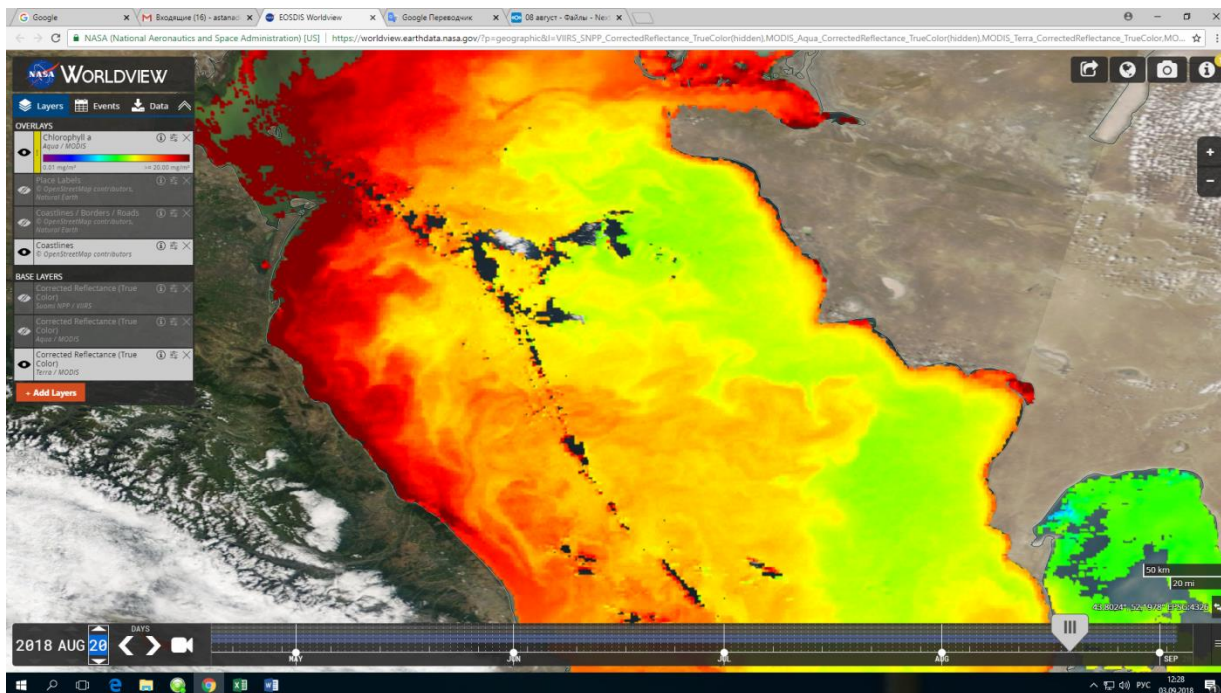 Google
Входящие (16) - astanad
EOSDIS Worldview
Google Переводчик
08 август - Файлы - Next
NASA (National Aeronautics and Space Administration) [US] | https://worldview.earthdata.nasa.gov/?p=geographic&l=VIIRS_SNPP_CorrectedReflectance_TrueColor(hidden),MODIS_Aqua_CorrectedReflectance_TrueColor(hidden),MODIS_Terra_CorrectedReflectance_TrueColor,MO...
NASA WORLDVIEW
Layers Events Data
OVERLAYS
Chlorophyll a
Aqua / MODIS
0.01 mg/m³ >= 20.00 mg/m³
Place Labels
© OpenStreetMap contributors,
Natural Earth
Coastlines / Borders / Roads
© OpenStreetMap contributors,
Natural Earth
Coastlines
© OpenStreetMap contributors
BASE LAYERS
Corrected Reflectance (True
Color)
Suomi NPP / VIIRS
Corrected Reflectance (True
Color)
Aqua / MODIS
Corrected Reflectance (True
Color)
Terra / MODIS
+ Add Layers
50 km
20 mi
EPSG:4326
DAYS
2018 AUG 20
MAY
JUN
JUL
AUG
SEP
РУС
12:28
03.09.2018